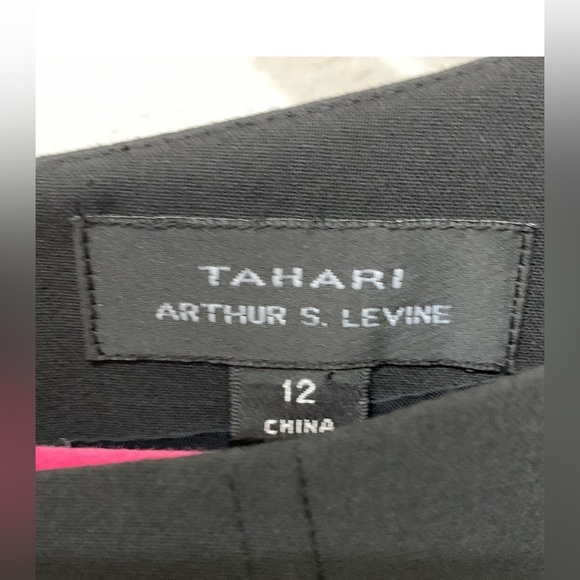 TAHARI
ARTHUR S. LEVINE
12
CHINA